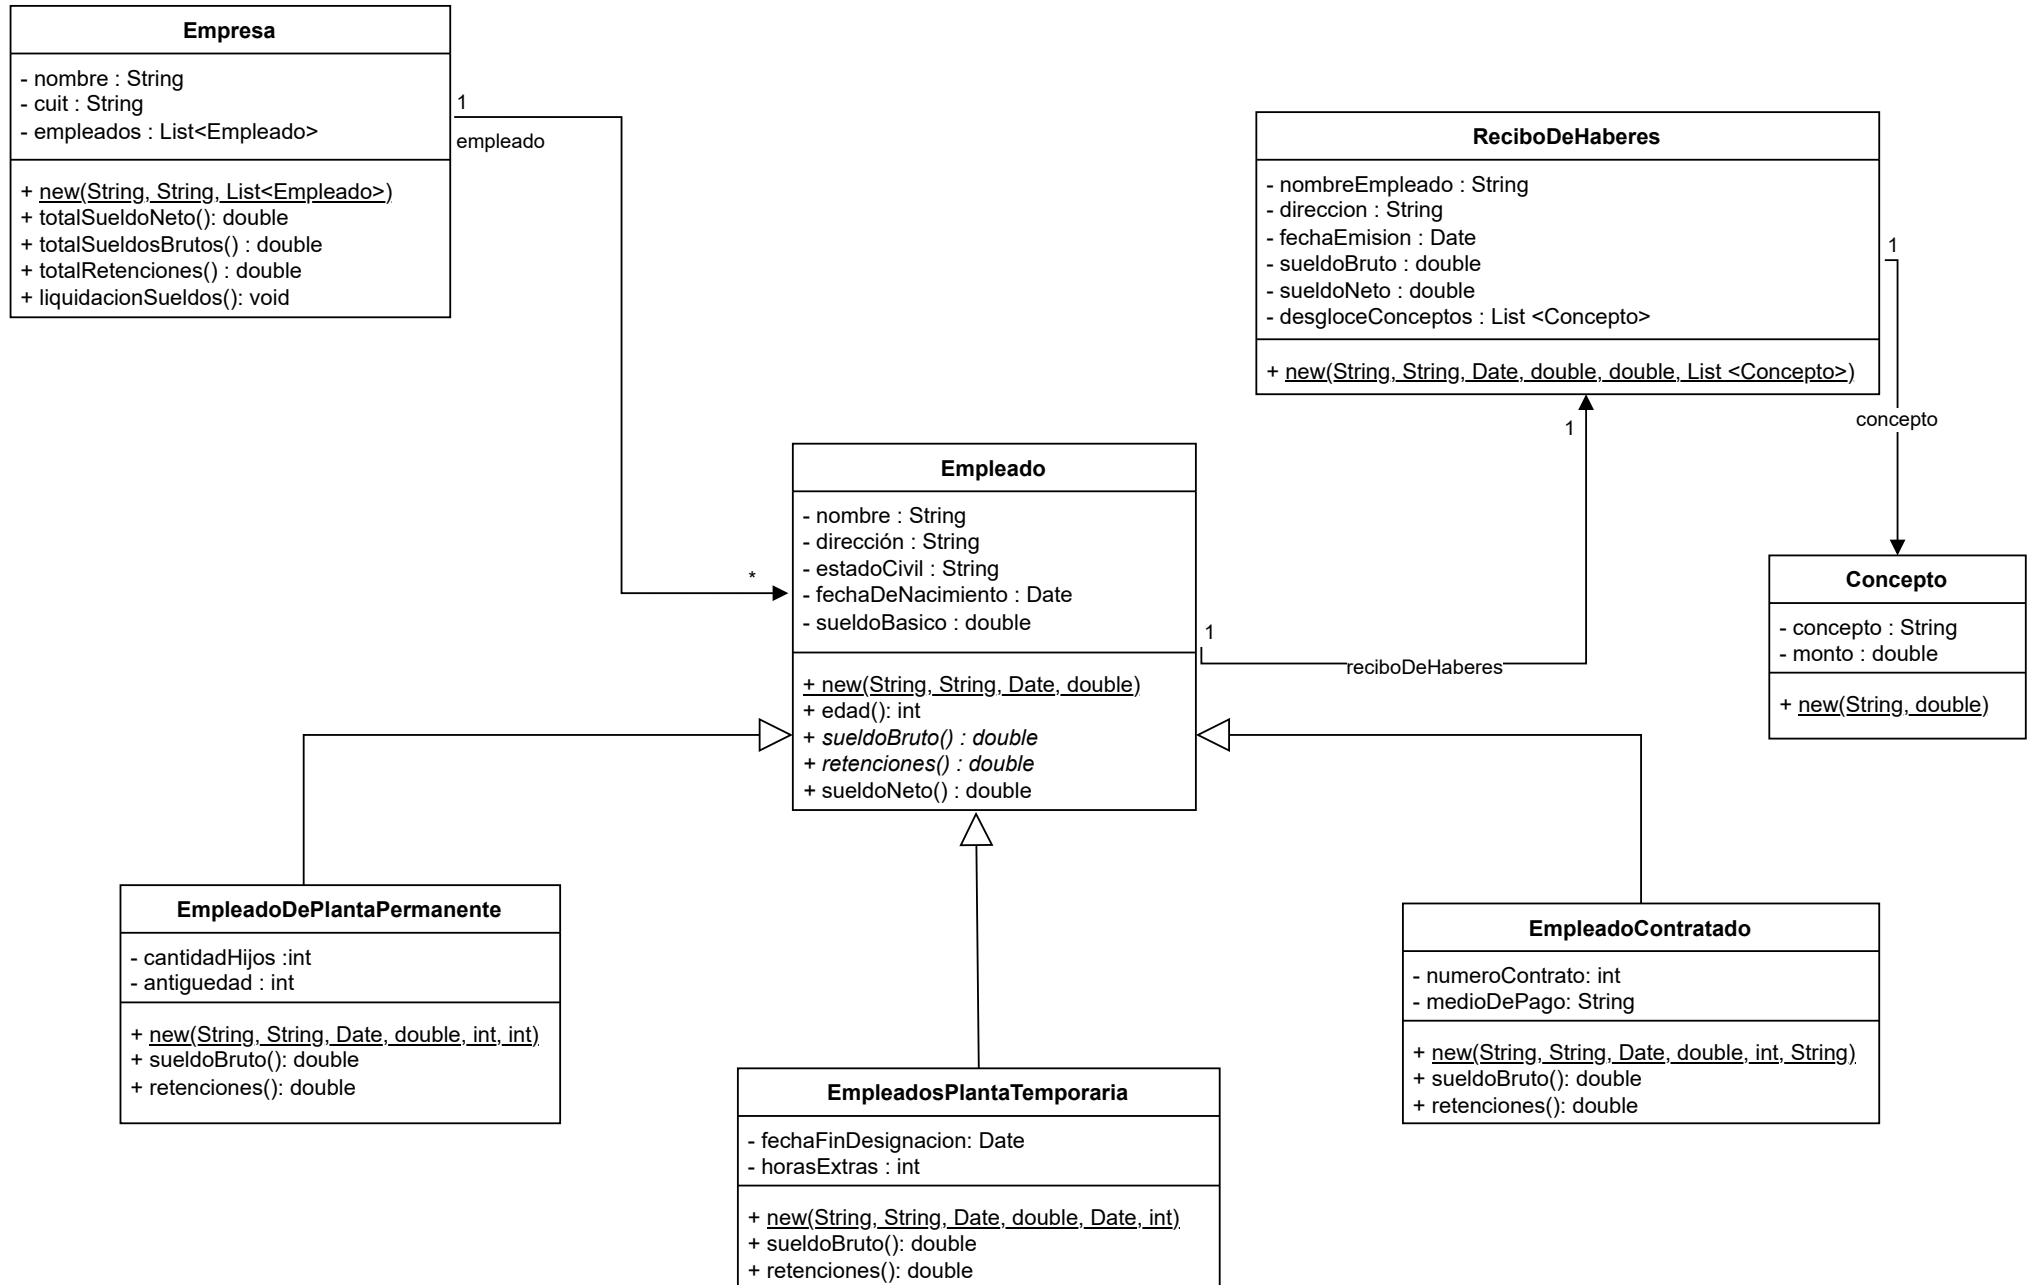 Empresa
- nombre : String
- cuit : String
- empleados : List<Empleado>
+ new(String, String, List<Empleado>)
+ totalSueldoNeto(): double
+ totalSueldosBrutos() : double
+ totalRetenciones() : double
+ liquidacionSueldos(): void
1
empleado
*
ReciboDeHaberes
- nombreEmpleado : String
- direccion : String
- fechaEmision : Date
- sueldoBruto : double
- sueldoNeto : double
- desgloceConceptos : List <Concepto>
+ new(String, String, Date, double, double, List <Concepto>)
1
concepto
1
Empleado
- nombre : String
- dirección : String
- estadoCivil : String
- fechaDeNacimiento : Date
- sueldoBasico : double
+ new(String, String, Date, double)
+ edad(): int
+ sueldoBruto() : double
+ retenciones() : double
+ sueldoNeto() : double
1
reciboDeHaberes
Concepto
- concepto : String
- monto : double
+ new(String, double)
EmpleadoDePlantaPermanente
- cantidadHijos :int
- antiguedad : int
+ new(String, String, Date, double, int, int)
+ sueldoBruto(): double
+ retenciones(): double
EmpleadosPlantaTemporaria
- fechaFinDesignacion: Date
- horasExtras : int
+ new(String, String, Date, double, Date, int)
+ sueldoBruto(): double
+ retenciones(): double
EmpleadoContratado
- numeroContrato: int
- medioDePago: String
+ new(String, String, Date, double, int, String)
+ sueldoBruto(): double
+ retenciones(): double